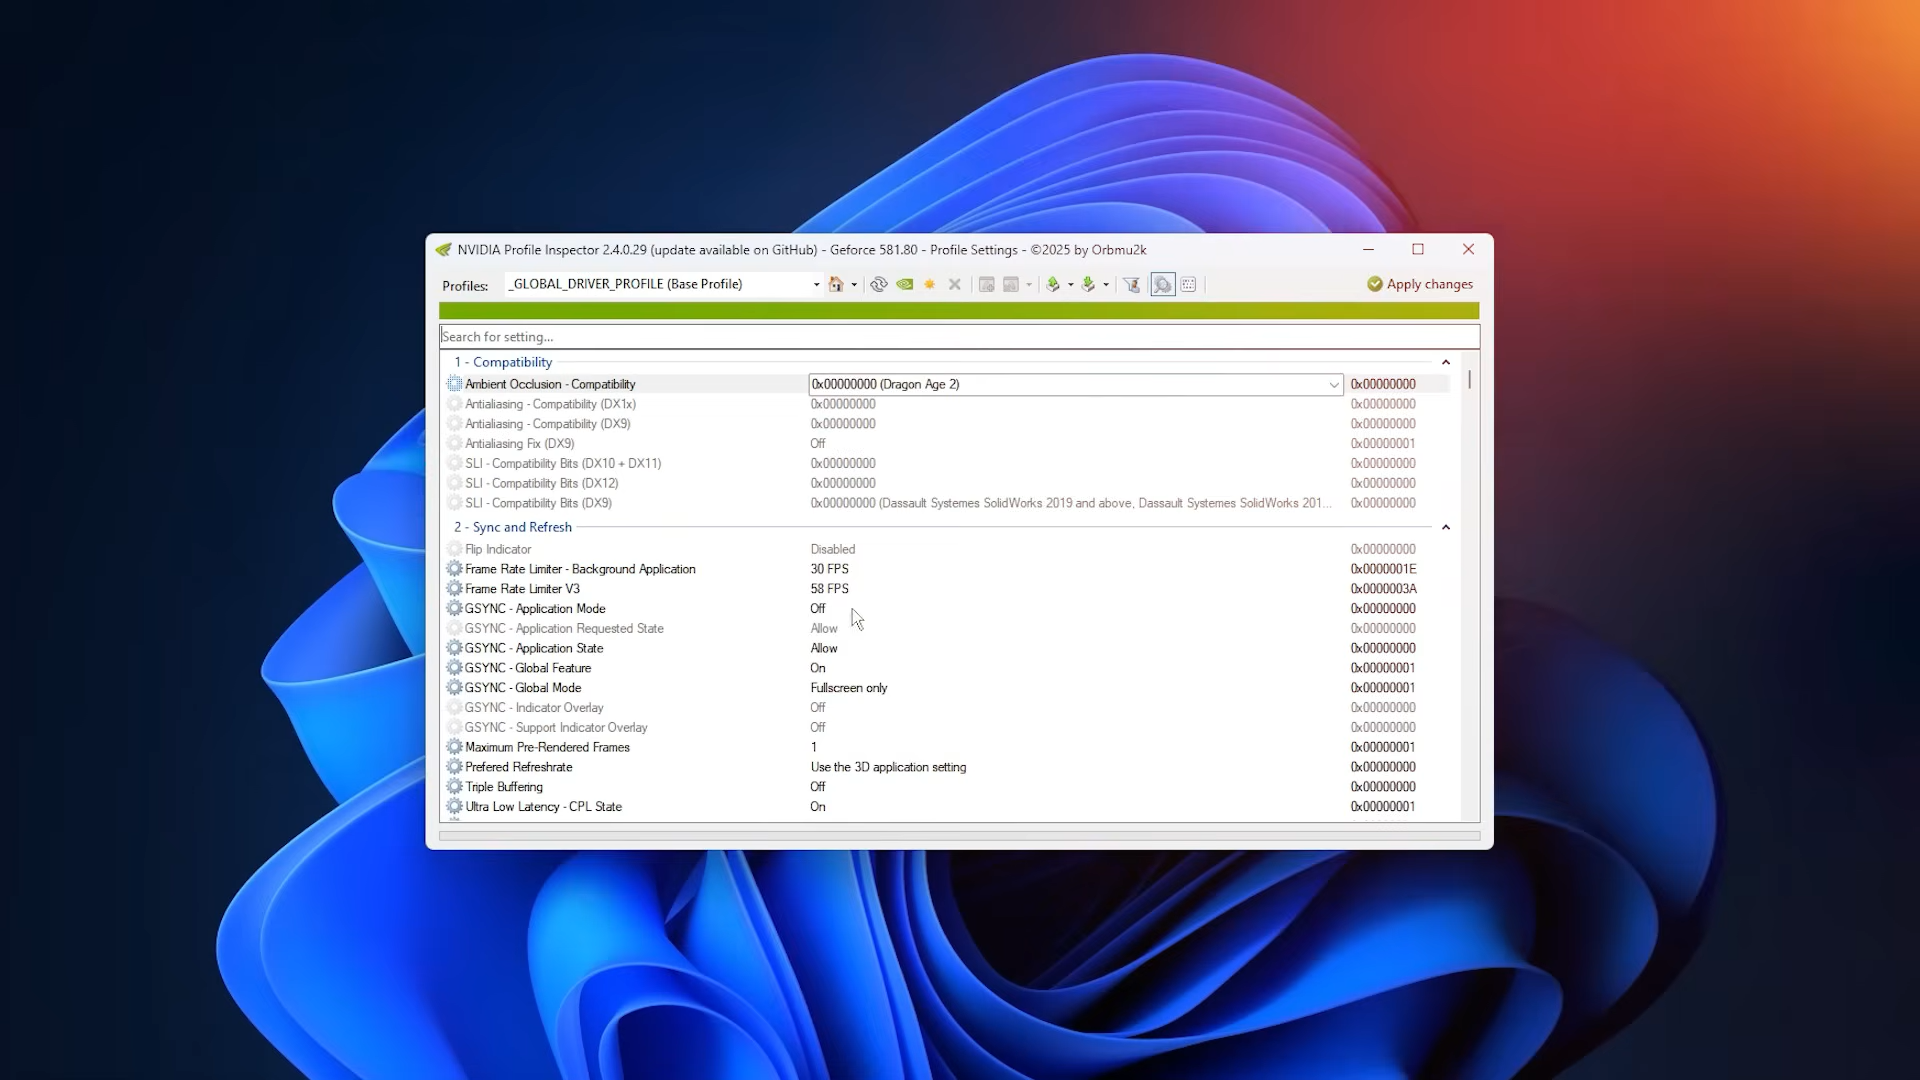 NVIDIA Profile Inspector 2.4.0.29 (update available on GitHub) - Geforce 581.80 - Profile Settings - ©2025 by Orbmu2k
Profiles: _GLOBAL_DRIVER_PROFILE (Base Profile) Apply changes
Search for setting...
1 - Compatibility
Ambient Occlusion - Compatibility 0x00000000 (Dragon Age 2) 0x00000000
Antialiasing - Compatibility (DX1x) 0x00000000 0x00000000
Antialiasing - Compatibility (DX9) 0x00000000 0x00000000
Antialiasing Fix (DX9) Off 0x00000001
SLI - Compatibility Bits (DX10 + DX11) 0x00000000 0x00000000
SLI - Compatibility Bits (DX12) 0x00000000 0x00000000
SLI - Compatibility Bits (DX9) 0x00000000 (Dassault Systemes SolidWorks 2019 and above, Dassault Systemes SolidWorks 201... 0x00000000
2 - Sync and Refresh
Flip Indicator Disabled 0x00000000
Frame Rate Limiter - Background Application 30 FPS 0x0000001E
Frame Rate Limiter V3 58 FPS 0x0000003A
GSYNC - Application Mode Off 0x00000000
GSYNC - Application Requested State Allow 0x00000000
GSYNC - Application State Allow 0x00000000
GSYNC - Global Feature On 0x00000001
GSYNC - Global Mode Fullscreen only 0x00000001
GSYNC - Indicator Overlay Off 0x00000000
GSYNC - Support Indicator Overlay Off 0x00000000
Maximum Pre-Rendered Frames 1 0x00000001
Prefered Refreshrate Use the 3D application setting 0x00000000
Triple Buffering Off 0x00000000
Ultra Low Latency - CPL State On 0x00000001